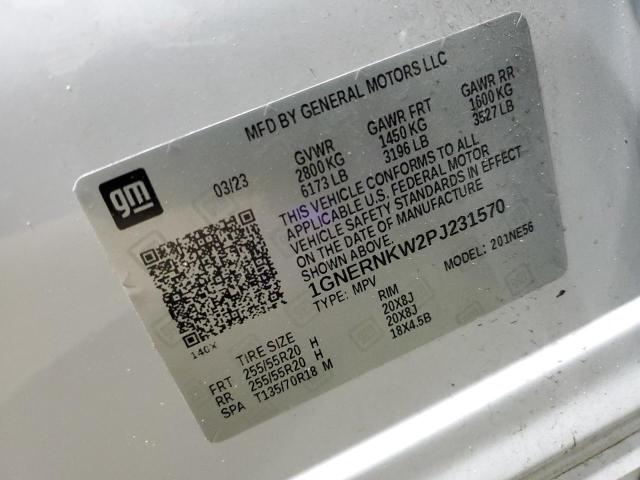 MFD BY GENERAL MOTORS LLC
gm
03/23
GVWR GAWR FRT GAWR RR
2800 KG 1450 KG 1600 KG
6173 LB 3196 LB 3527 LB
THIS VEHICLE CONFORMS TO ALL
APPLICABLE U.S. FEDERAL MOTOR
VEHICLE SAFETY STANDARDS IN EFFECT
ON THE DATE OF MANUFACTURE
SHOWN ABOVE.
1GNERNKW2PJ231570
TYPE: MPV MODEL: 201NE56
140X
TIRE SIZE RIM
FRT 255/55R20 H 20X8J
RR 255/55R20 H 20X8J
SPA T135/70R18 M 18X4.5B